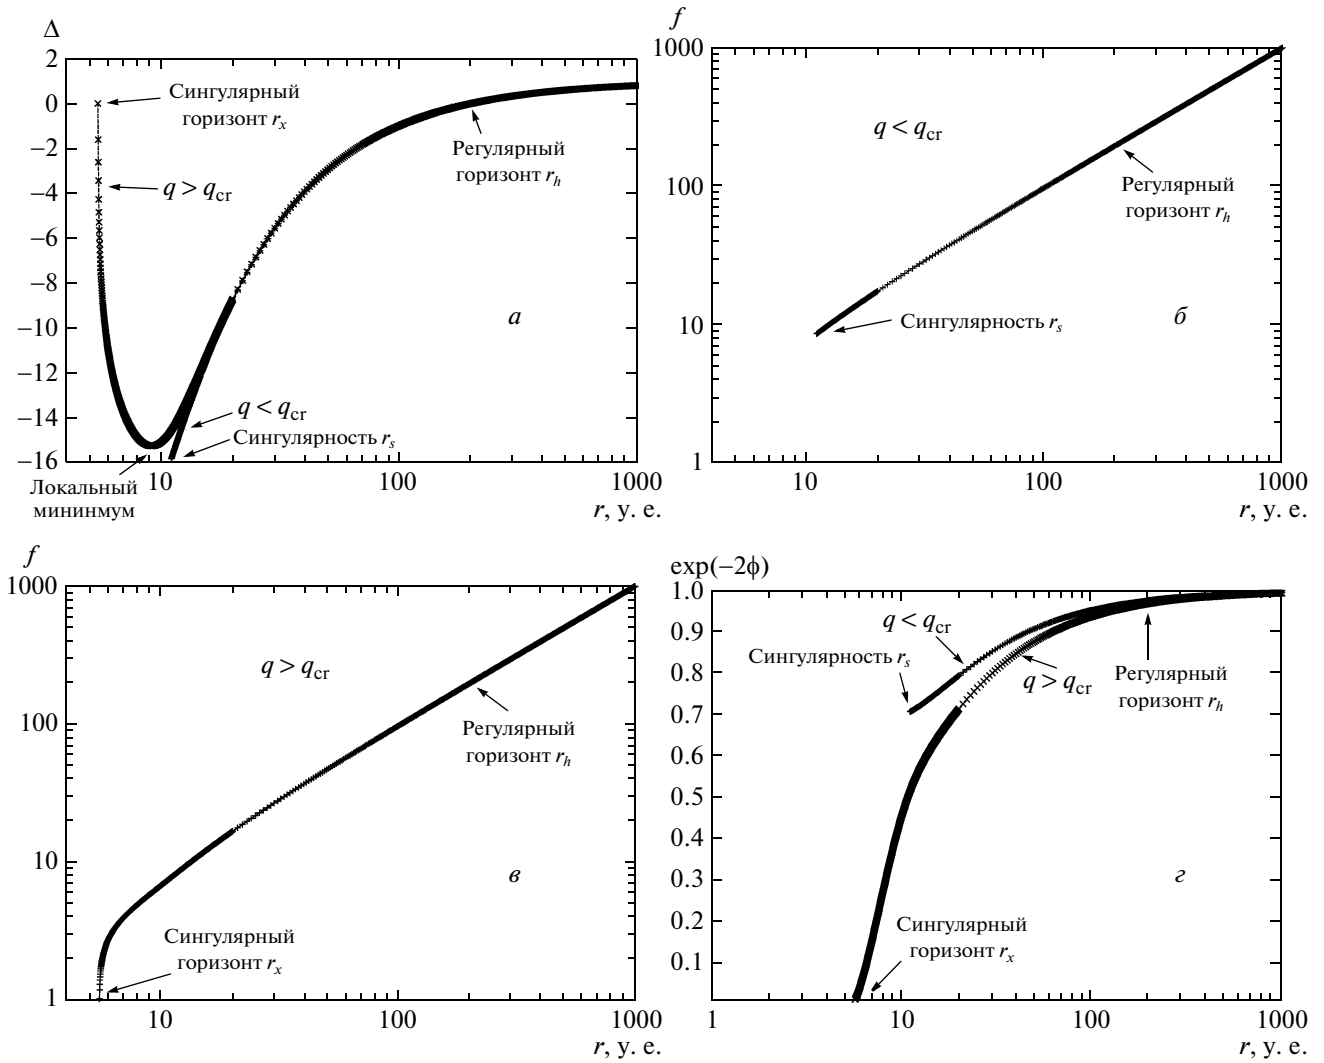 Δ
2
0
−2
−4
−6
−8
−10
−12
−14
−16
Сингулярный
горизонт r_x
q > q_cr
Регулярный
горизонт r_h
а
q < q_cr
Сингулярность r_s
Локальный
мининмум
10
100
1000
r, у. е.
f
1000
100
10
1
q < q_cr
Регулярный
горизонт r_h
Сингулярность r_s
б
10
100
1000
r, у. е.
f
1000
100
10
1
q > q_cr
Регулярный
горизонт r_h
в
Сингулярный
горизонт r_x
10
100
1000
r, у. е.
exp(−2ϕ)
1.0
0.9
0.8
0.7
0.6
0.5
0.4
0.3
0.2
0.1
q < q_cr
Сингулярность r_s
q > q_cr
Регулярный
горизонт r_h
г
Сингулярный
горизонт r_x
1
10
100
1000
r, у. е.